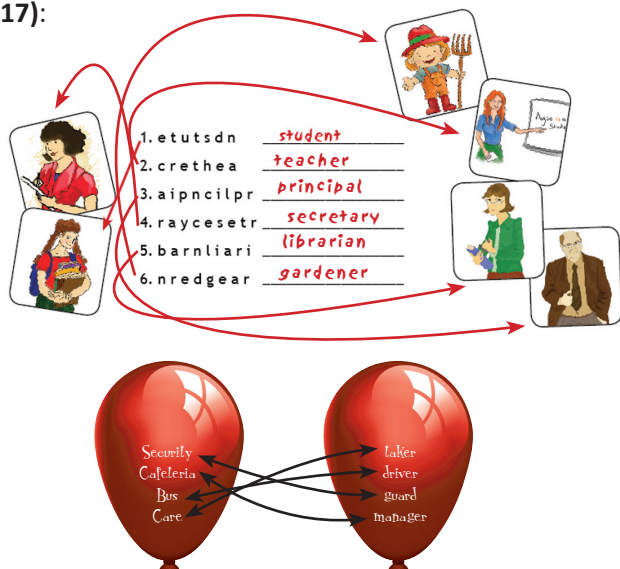 17):
1. etutsdn student
2. crethea teacher
3. aipncilpr principal
4. raycesetr secretary
5. barnliari librarian
6. nredgear gardener
Security taker
Cafeteria driver
Bus guard
Care manager